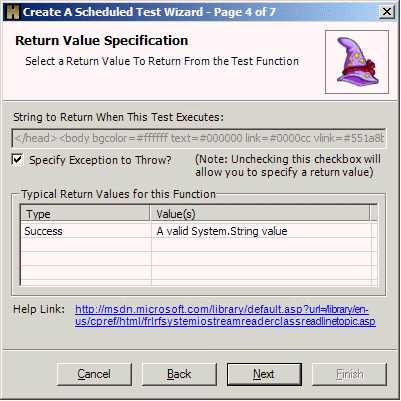 Create A Scheduled Test Wizard - Page 4 of 7
Return Value Specification
Select a Return Value To Return From the Test Function
String to Return When This Test Executes:
</head><body bgcolor=#ffffff text=#000000 link=#0000cc vlink=#551a8b
Specify Exception to Throw?
(Note: Unchecking this checkbox will
allow you to specify a return value)
Typical Return Values for this Function
Type Value(s)
Success A valid System.String value
Help Link:
http://msdn.microsoft.com/library/default.asp?url=/library/en-
us/cpref/html/frlrfsystemiostreamreaderclassreadlinetopic.asp
Cancel Back Next Finish